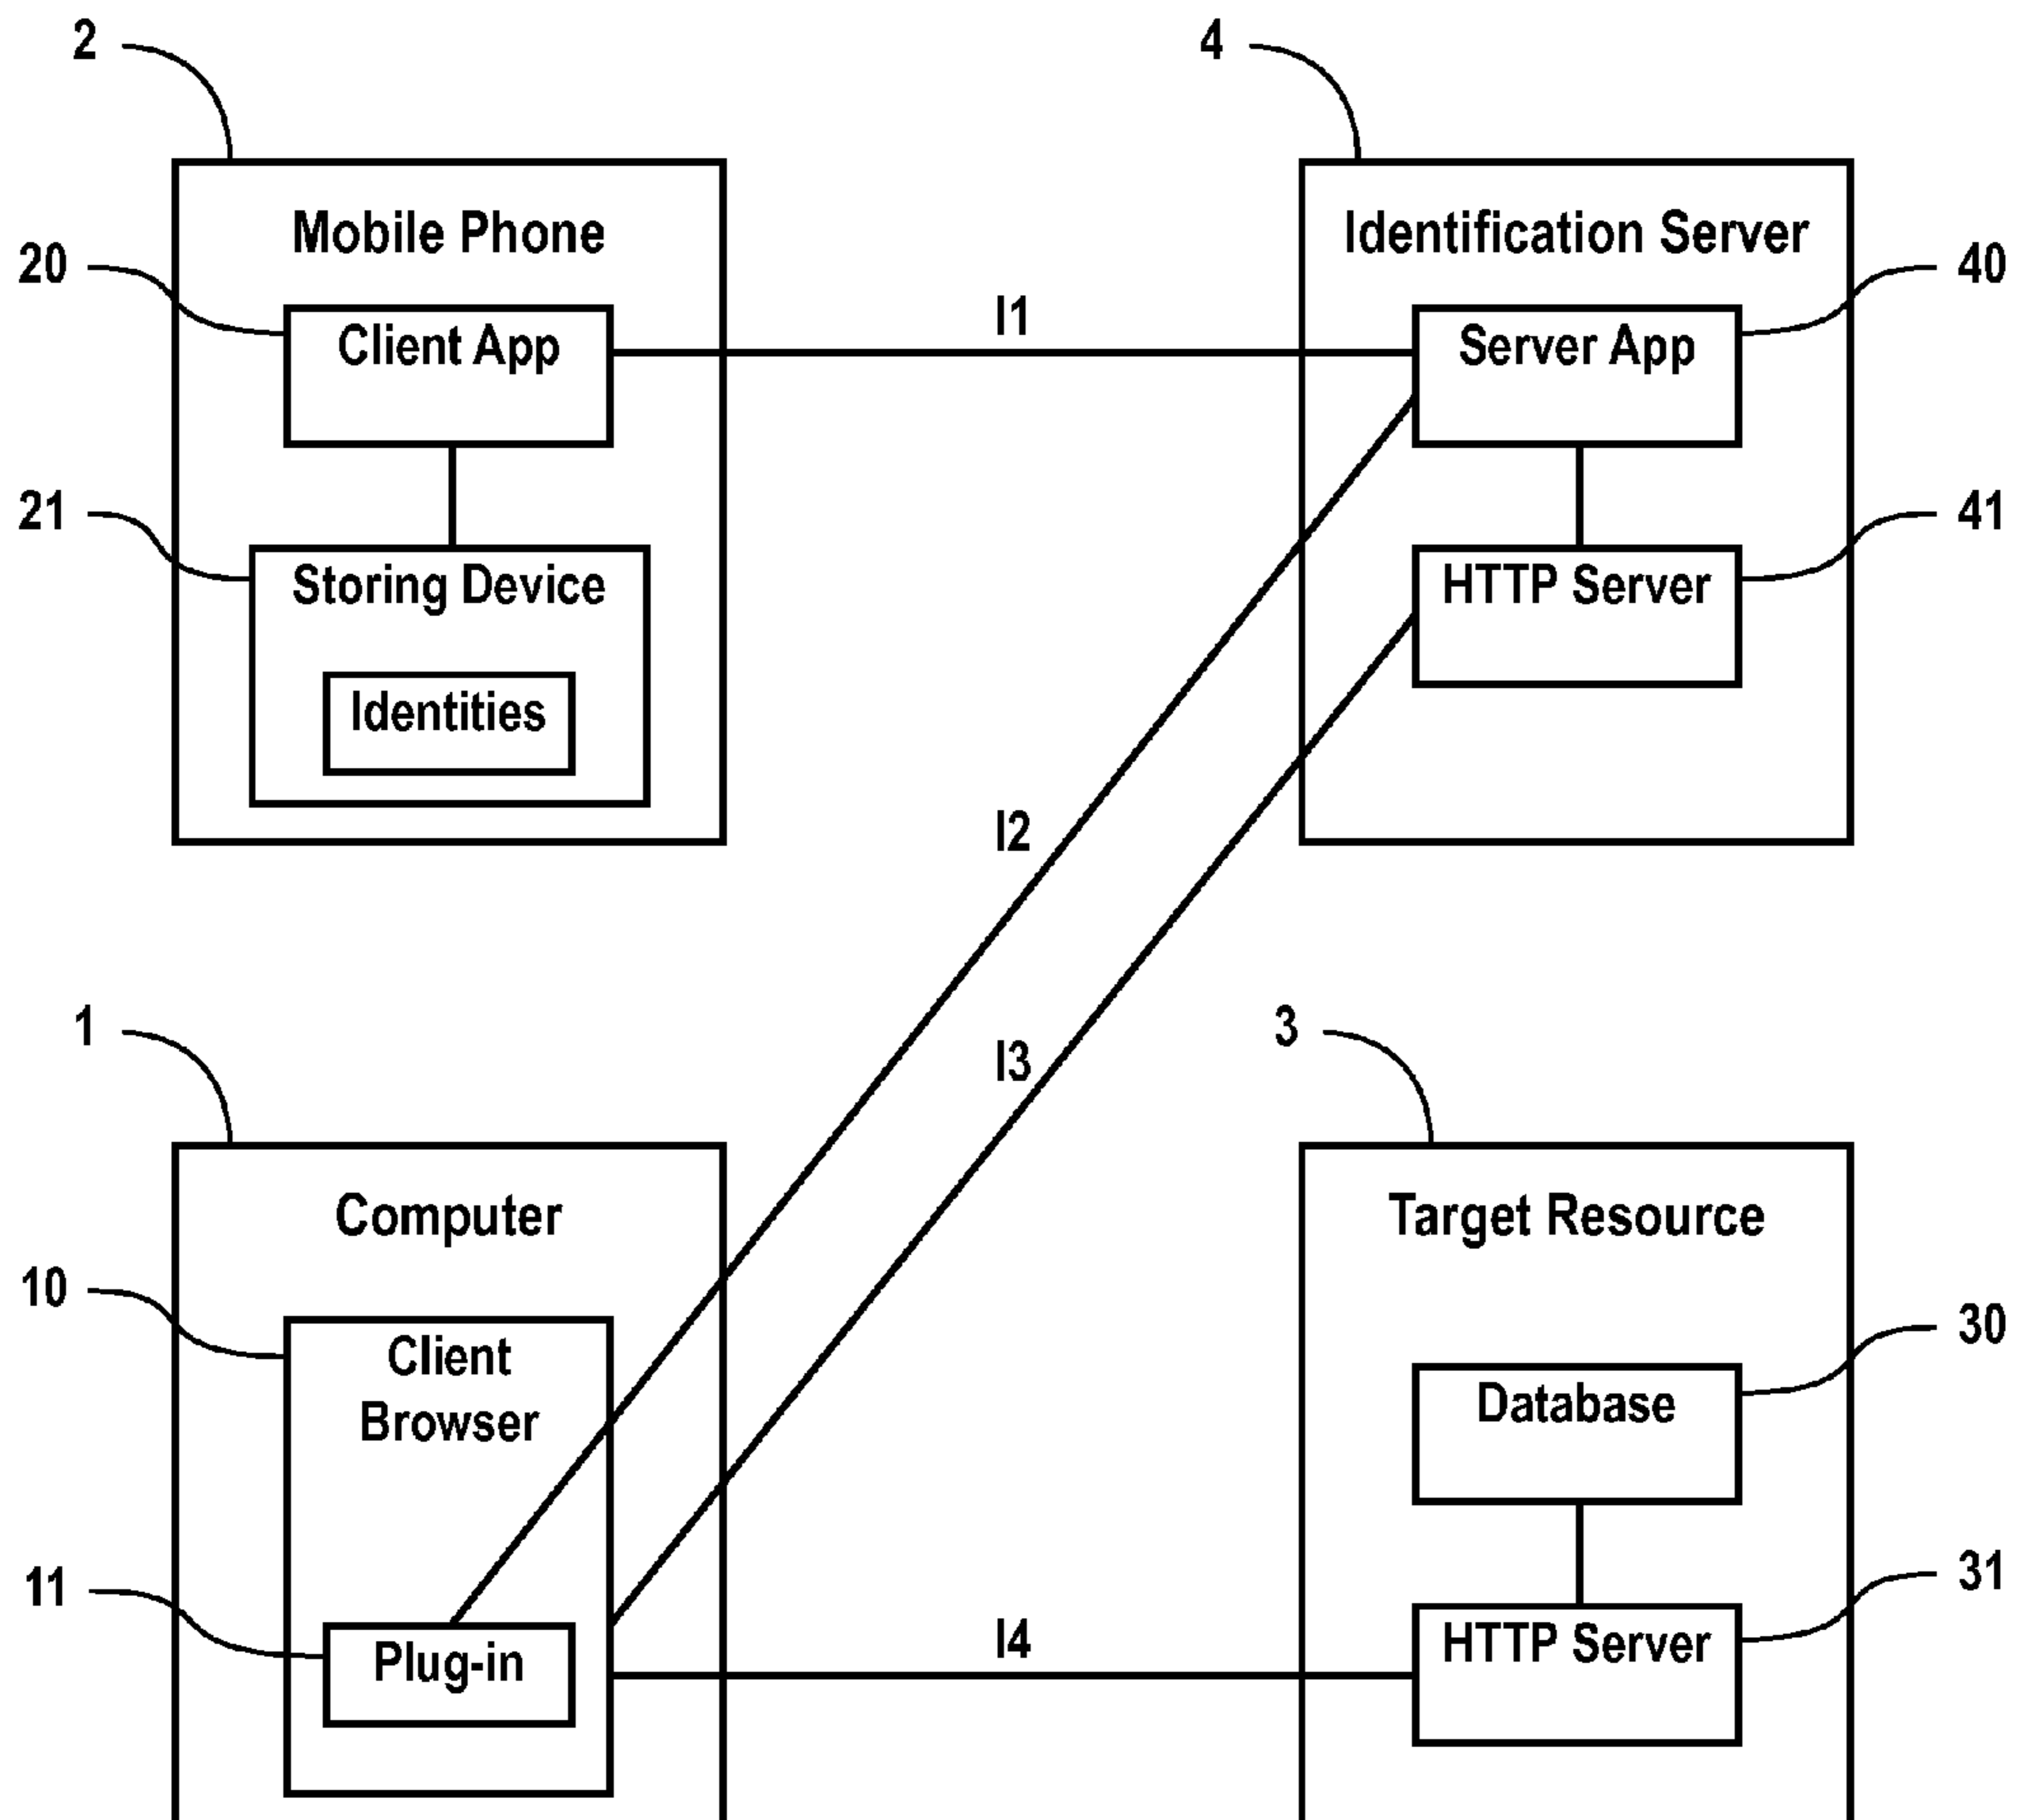 2
4
Mobile Phone
Identification Server
20
40
Client App
I1
Server App
21
41
Storing Device
HTTP Server
Identities
I2
1
3
I3
Computer
Target Resource
10
30
Client
Browser
Database
11
31
Plug-in
I4
HTTP Server